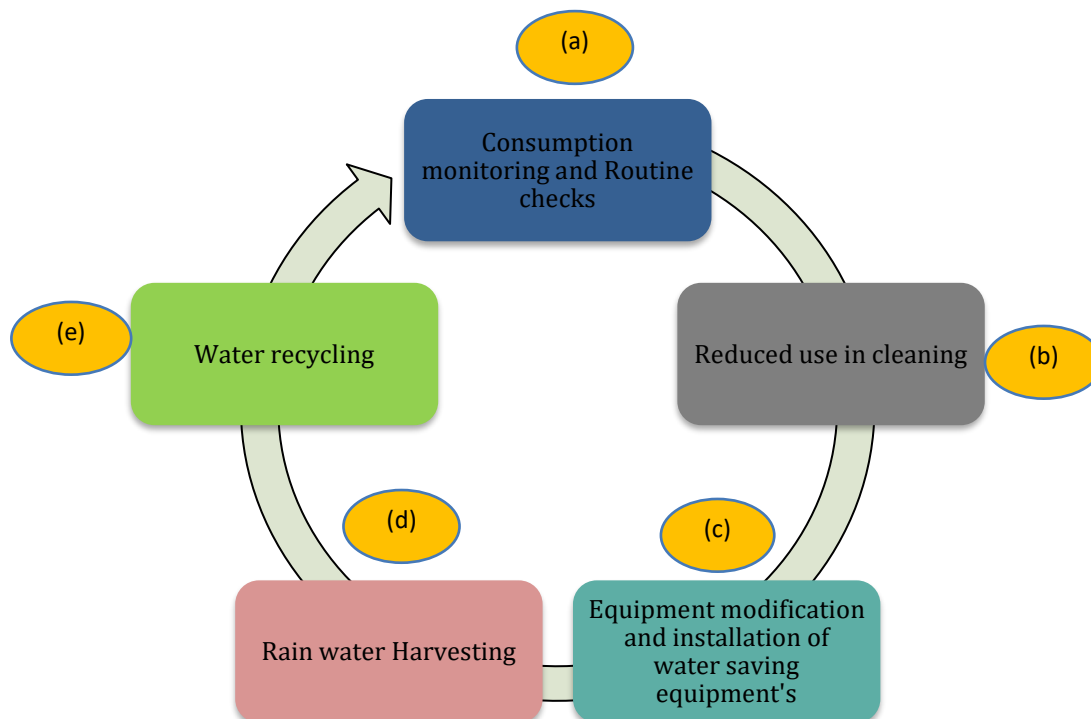 (a)
Consumption
monitoring and Routine
checks
Reduced use in cleaning
(b)
(c)
Equipment modification
and installation of
water saving
equipment's
(d)
Rain water Harvesting
(e)
Water recycling